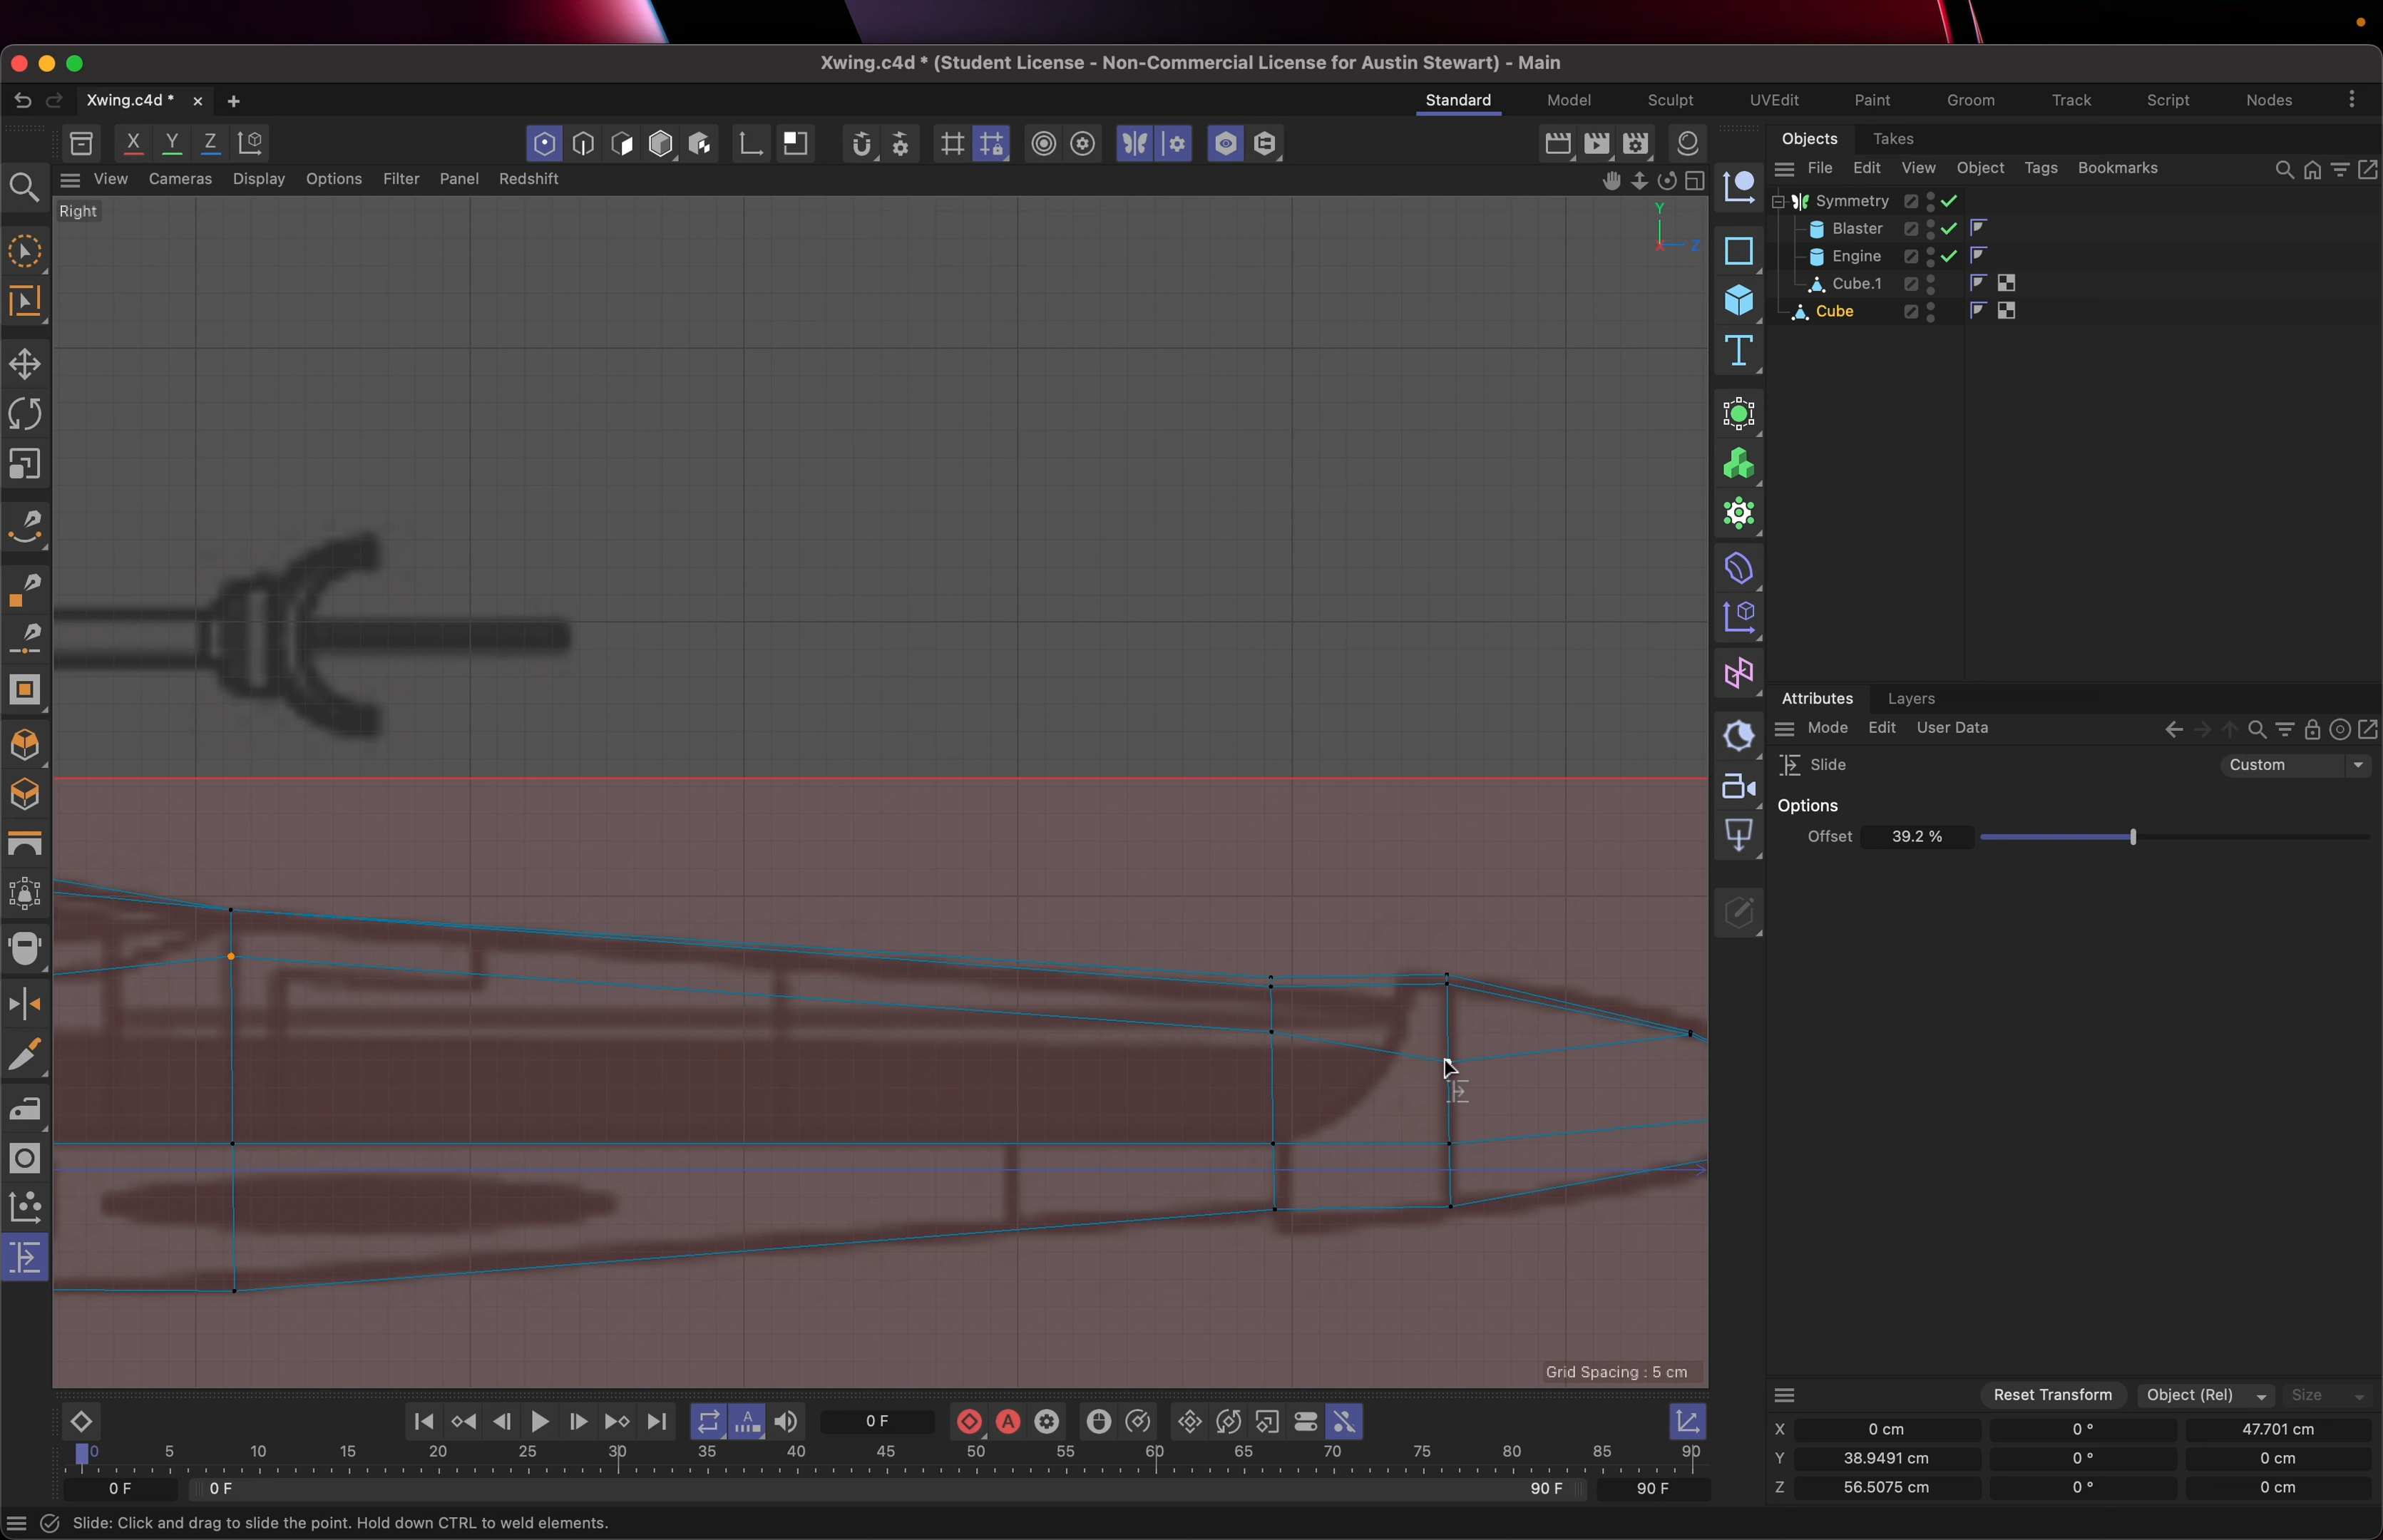 Xwing.c4d * (Student License - Non-Commercial License for Austin Stewart) - Main
Xwing.c4d *
Standard Model Sculpt UVEdit Paint Groom Track Script Nodes
X Y Z
Objects Takes
View Cameras Display Options Filter Panel Redshift
File Edit View Object Tags Bookmarks
Right
Y
X Z
Symmetry
Blaster
Engine
Cube.1
Cube
Attributes Layers
Mode Edit User Data
Slide Custom
Options
Offset 39.2 %
Grid Spacing : 5 cm
Reset Transform Object (Rel) Size
0 F
A A
X 0 cm 0 ° 47.701 cm
0 5 10 15 20 25 30 35 40 45 50 55 60 65 70 75 80 85 90
Y 38.9491 cm 0 ° 0 cm
0 F 0 F 90 F 90 F
Z 56.5075 cm 0 ° 0 cm
Slide: Click and drag to slide the point. Hold down CTRL to weld elements.